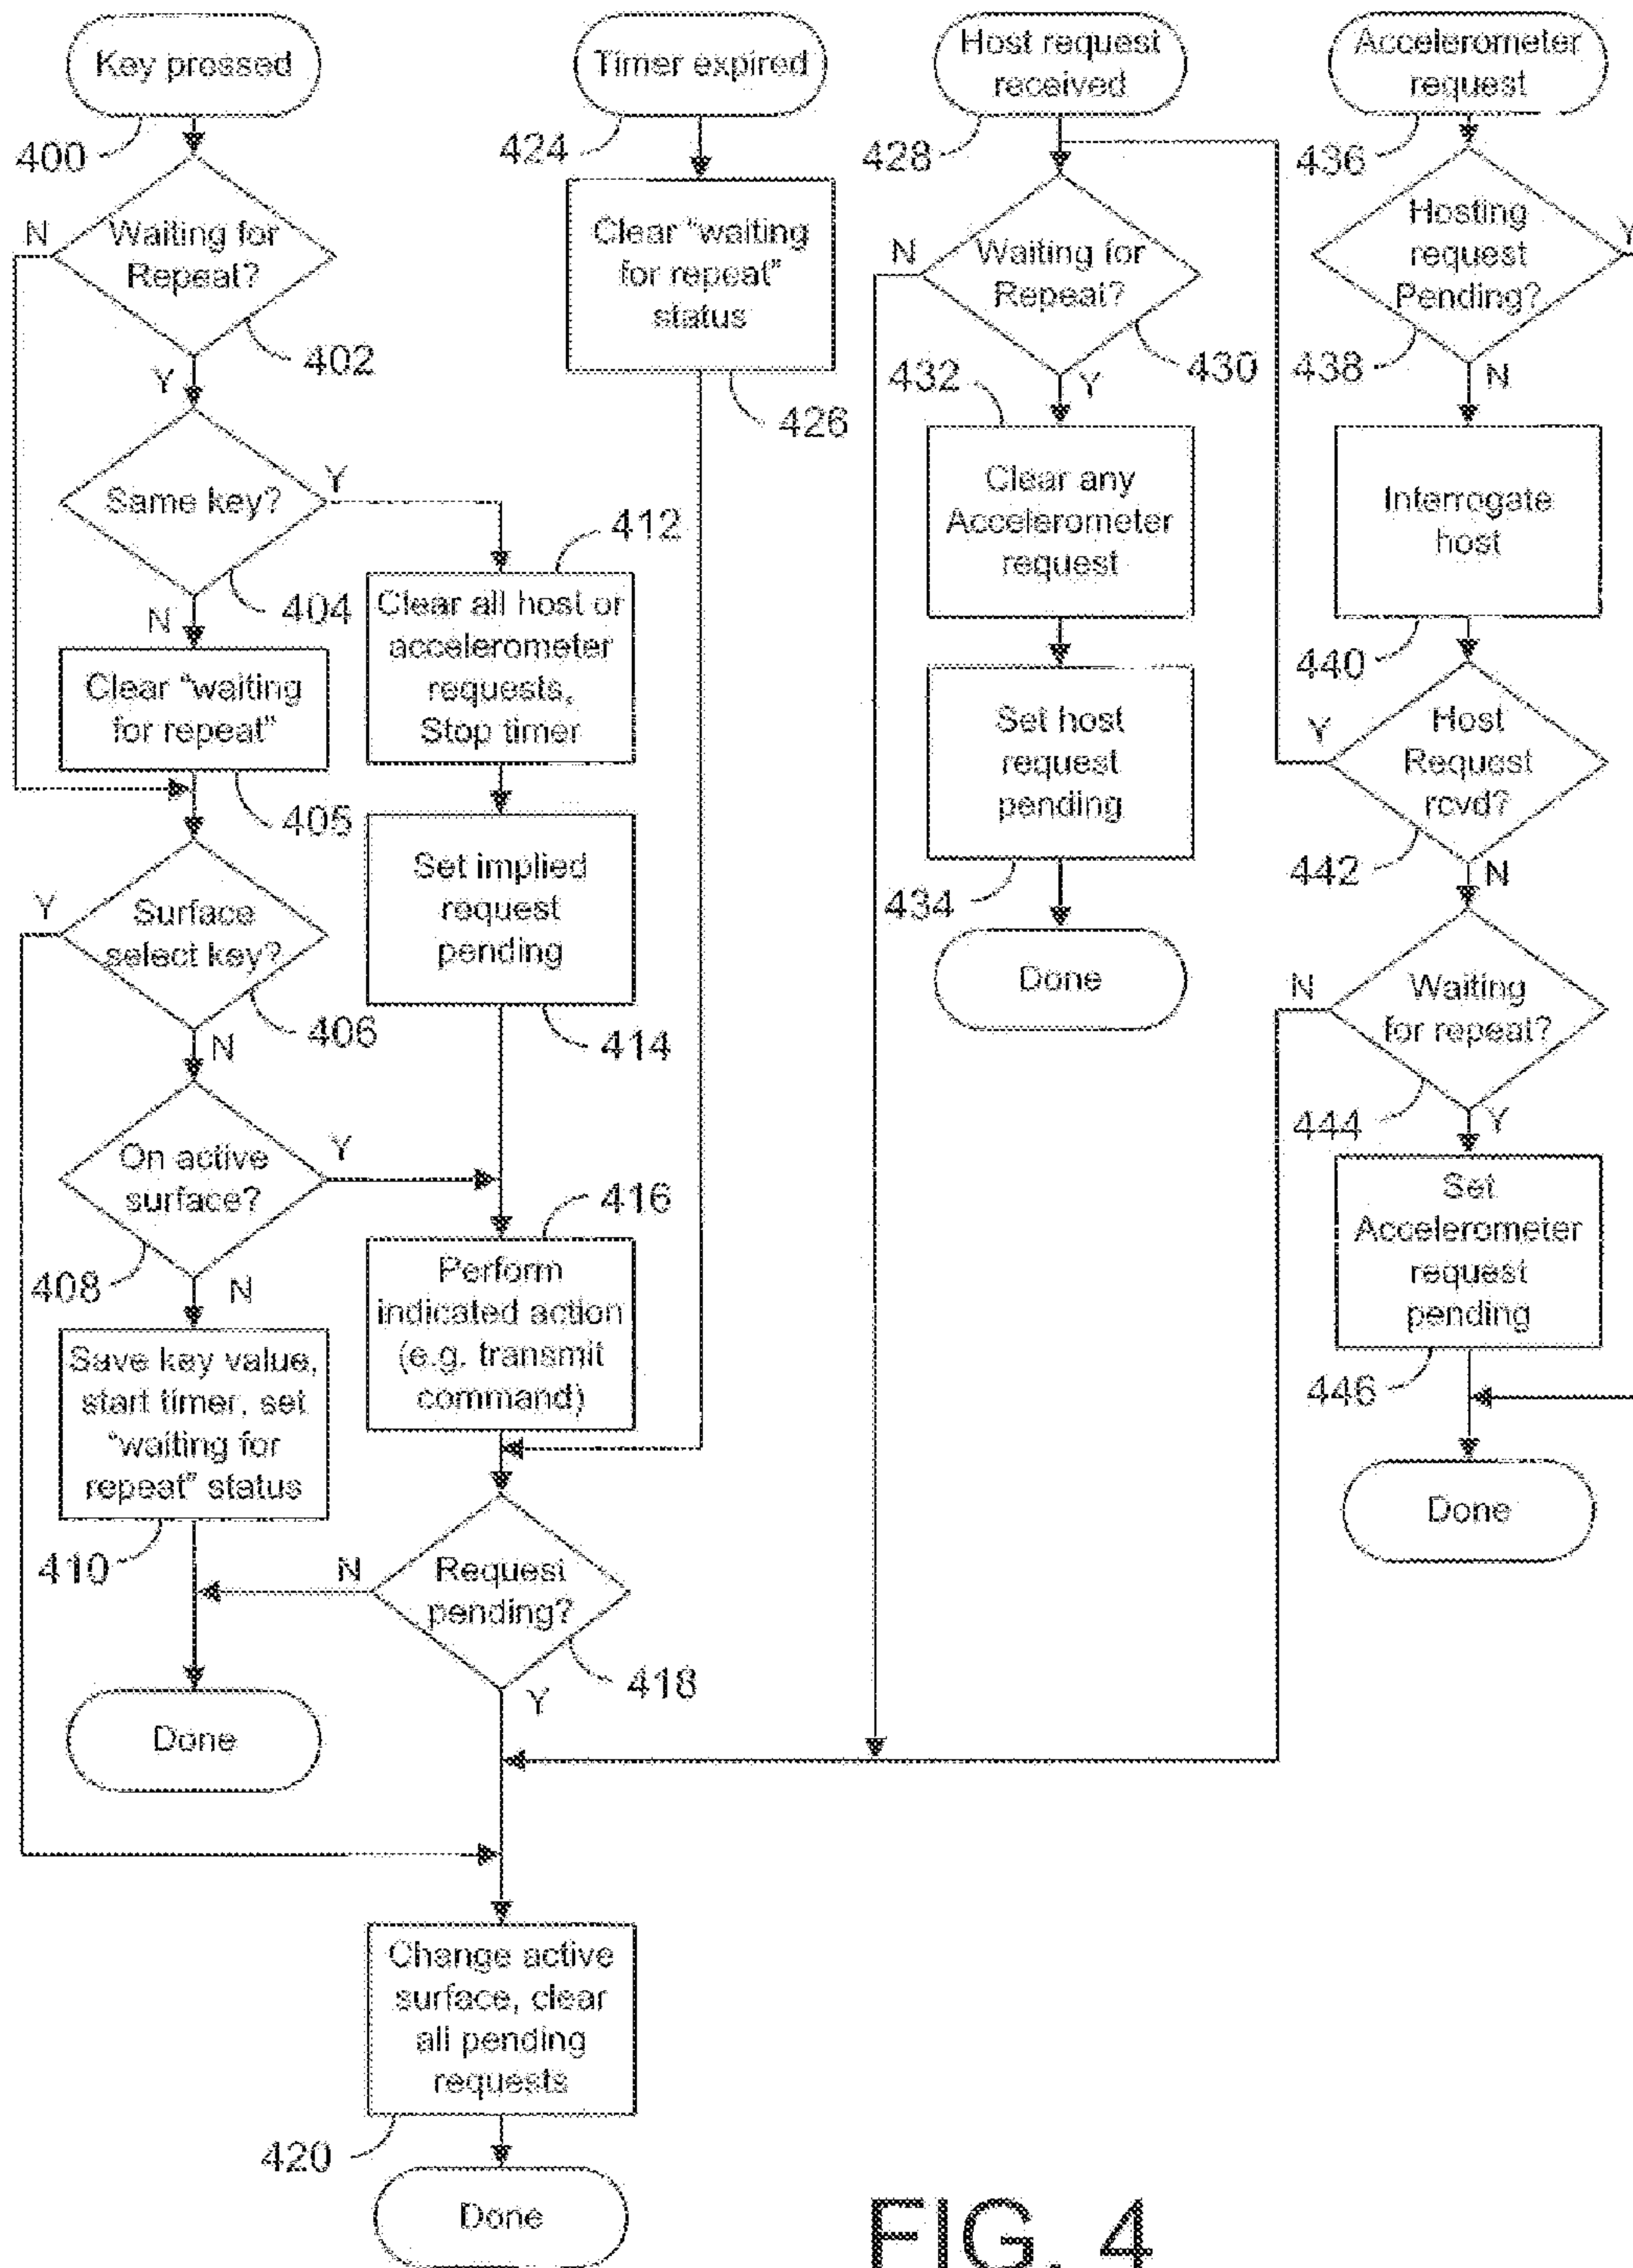 Key pressed
400
N
Waiting for
Repeat?
402
Y
Same key?
Y
404
N
Clear "waiting
for repeat"
405
Surface
select key?
Y
406
N
On active
surface?
Y
408
N
Save key value,
start timer, set
"waiting for
repeat" status
410
Done
Timer expired
424
Clear "waiting
for repeat"
status
426
412
Clear all host or
accelerometer
requests,
Stop timer
Set implied
request
pending
414
416
Perform
indicated action
(e.g. transmit
command)
Request
pending?
N
418
Y
Change active
surface, clear
all pending
requests
420
Done
Host request
received
428
N
Waiting for
Repeat?
430
Y
432
Clear any
Accelerometer
request
Set host
request
pending
434
Done
Accelerometer
request
436
Hosting
request
Pending?
Y
438
N
Interrogate
host
440
Host
Request
rcvd?
Y
442
N
Waiting
for repeat?
N
444
Y
Set
Accelerometer
request
pending
446
Done
FIG. 4